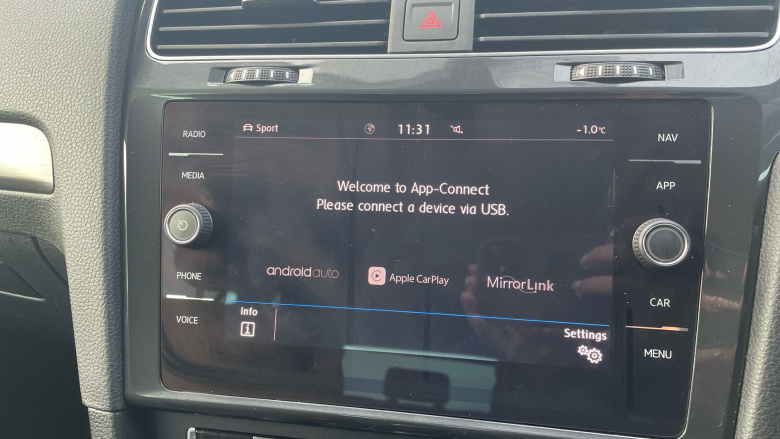 RADIO
MEDIA
PHONE
VOICE
Sport
11:31
-1.0°C
Welcome to App-Connect
Please connect a device via USB.
androidauto
Apple CarPlay
MirrorLink
Info
Settings
NAV
APP
CAR
MENU